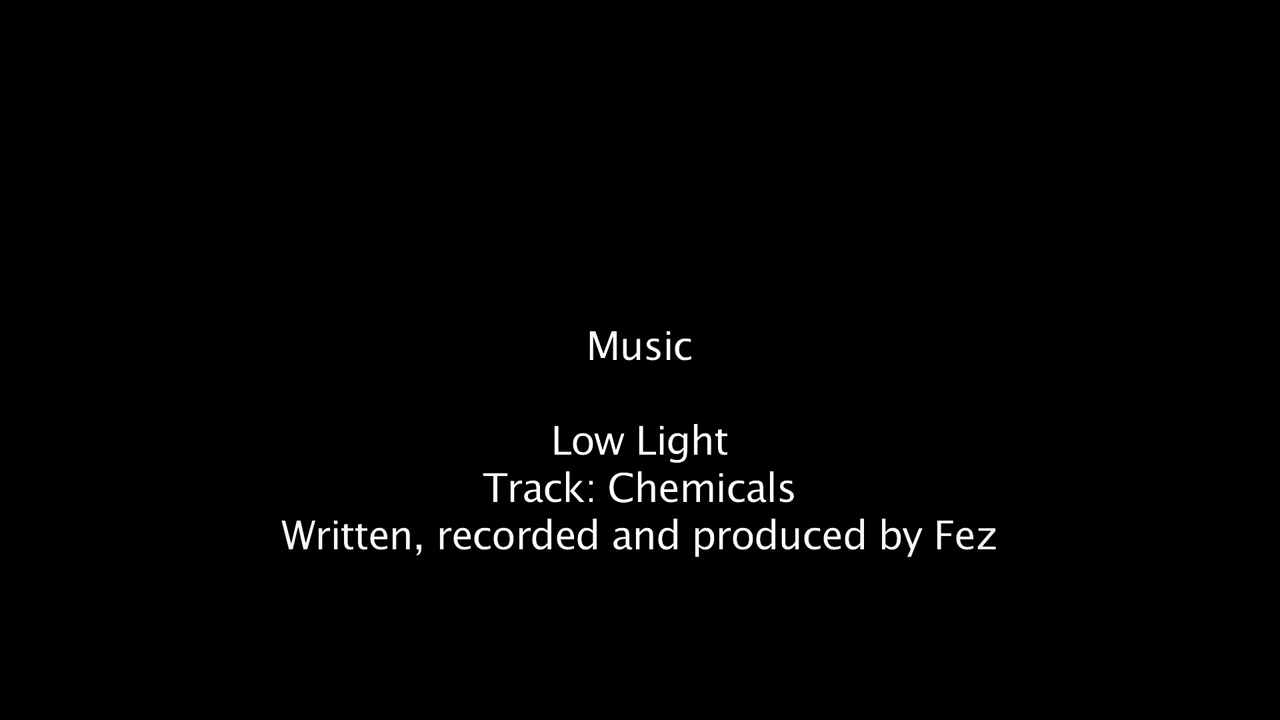 Music
Low Light
Track: Chemicals
Written, recorded and produced by Fez